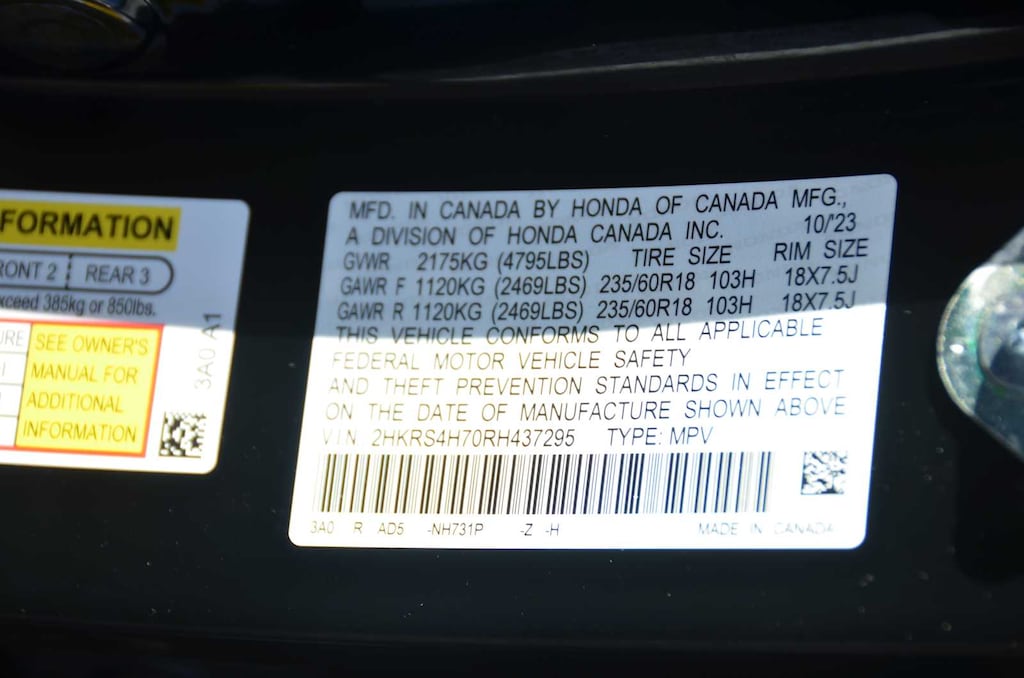 FORMATION
RONT 2 REAR 3
xceed 385kg or 850lbs.
URE
SEE OWNER'S
MANUAL FOR
ADDITIONAL
INFORMATION
3A0 A1
MFD. IN CANADA BY HONDA OF CANADA MFG.,
A DIVISION OF HONDA CANADA INC. 10/'23
GVWR 2175KG (4795LBS) TIRE SIZE RIM SIZE
GAWR F 1120KG (2469LBS) 235/60R18 103H 18X7.5J
GAWR R 1120KG (2469LBS) 235/60R18 103H 18X7.5J
THIS VEHICLE CONFORMS TO ALL APPLICABLE
FEDERAL MOTOR VEHICLE SAFETY
AND THEFT PREVENTION STANDARDS IN EFFECT
ON THE DATE OF MANUFACTURE SHOWN ABOVE
VIN 2HKRS4H70RH437295 TYPE: MPV
3A0 R AD5 -NH731P -Z -H MADE IN CANADA